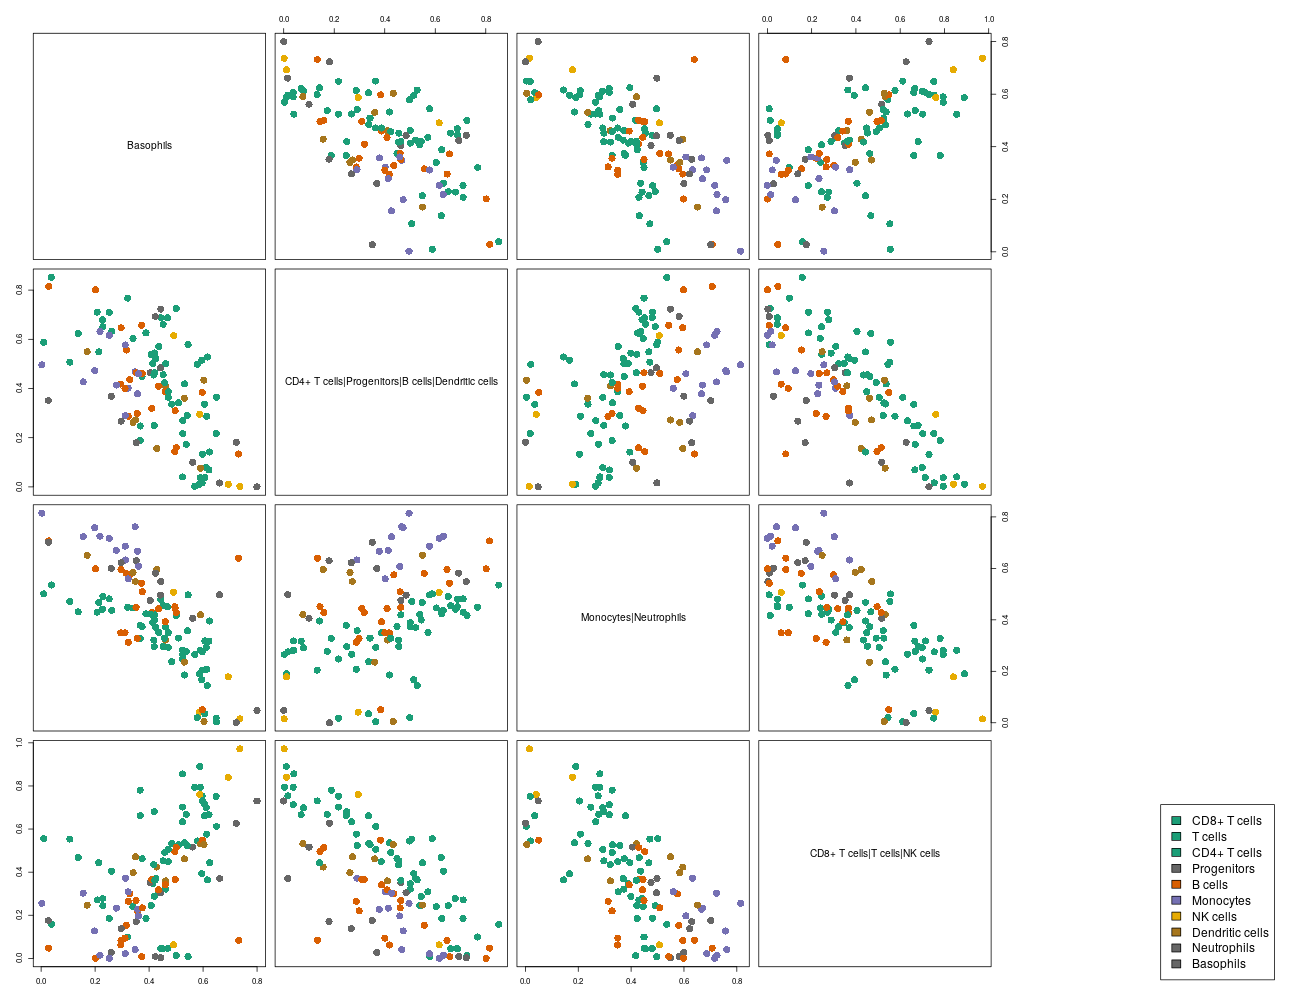 0.0 0.2 0.4 0.6 0.8
0.0 0.2 0.4 0.6 0.8 1.0
Basophils
0.0 0.2 0.4 0.6 0.8
0.0 0.2 0.4 0.6 0.8
CD4+ T cells|Progenitors|B cells|Dendritic cells
Monocytes|Neutrophils
0.0 0.2 0.4 0.6 0.8
0.0 0.2 0.4 0.6 0.8 1.0
CD8+ T cells|T cells|NK cells
0.0 0.2 0.4 0.6 0.8
0.0 0.2 0.4 0.6 0.8
CD8+ T cells
T cells
CD4+ T cells
Progenitors
B cells
Monocytes
NK cells
Dendritic cells
Neutrophils
Basophils